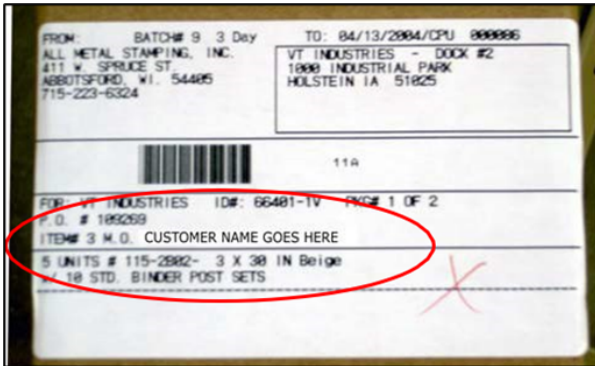 FROM: BATCH# 9 3 Day TO: 04/13/2004/CPU 000086
ALL METAL STAMPING, INC.
411 W. SPRUCE ST.
ABBOTSFORD, WI. 54405
715-223-6324
VT INDUSTRIES - DOCK #2
1000 INDUSTRIAL PARK
HOLSTEIN IA 51025
11A
FOR: VT INDUSTRIES ID#: 66401-TV PKG# 1 OF 2
P.O. # 109269
ITEM# 3 M.O. CUSTOMER NAME GOES HERE
5 UNITS # 115-2B02- 3 X 30 IN Beige
W/ 10 STD. BINDER POST SETS